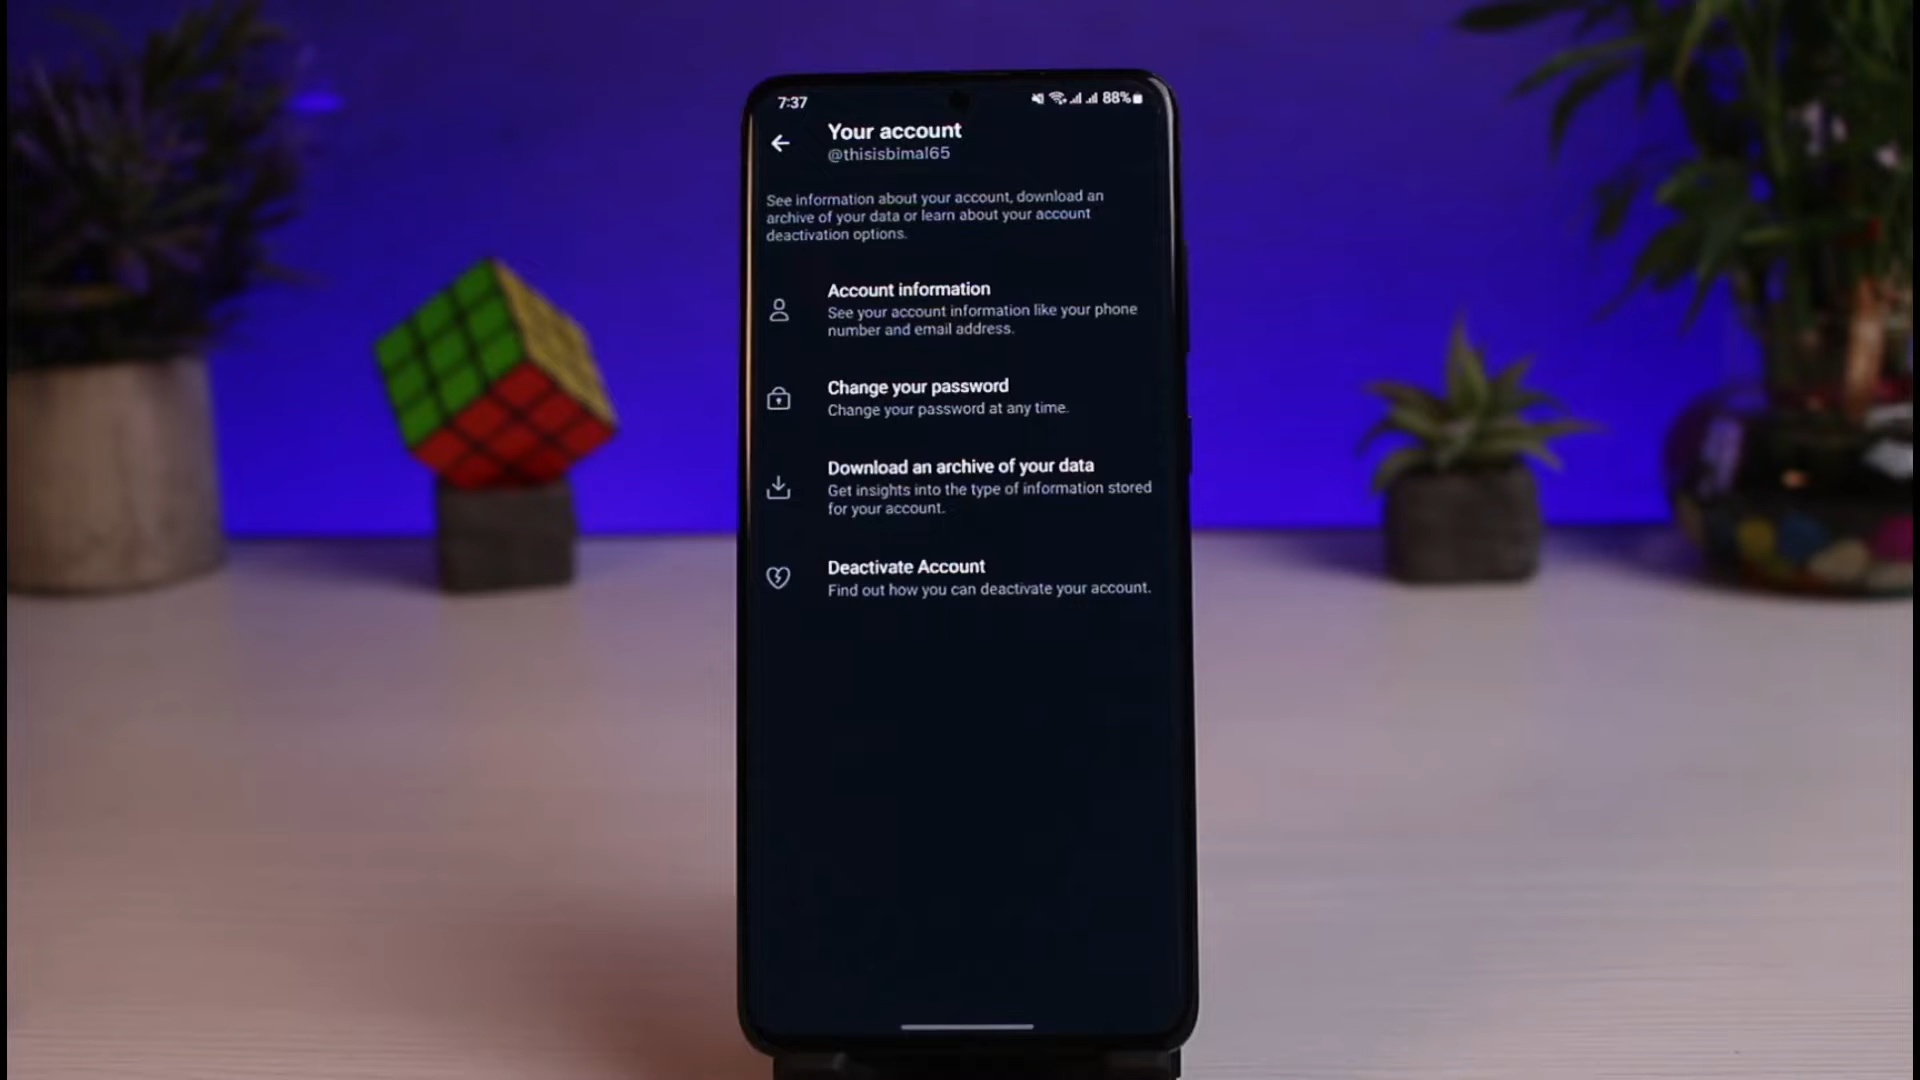 7:37
88%
Your account
@thisisbimal65
See information about your account, download an
archive of your data or learn about your account
deactivation options.
Account information
See your account information like your phone
number and email address.
Change your password
Change your password at any time.
Download an archive of your data
Get insights into the type of information stored
for your account.
Deactivate Account
Find out how you can deactivate your account.